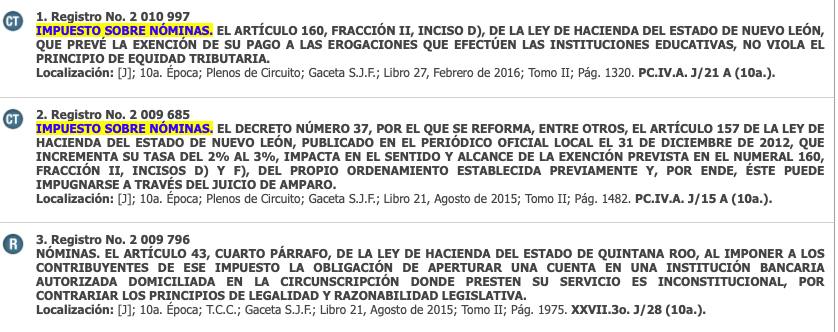 CT
1. Registro No. 2 010 997
IMPUESTO SOBRE NÓMINAS. EL ARTÍCULO 160, FRACCIÓN II, INCISO D), DE LA LEY DE HACIENDA DEL ESTADO DE NUEVO LEÓN,
QUE PREVÉ LA EXENCIÓN DE SU PAGO A LAS EROGACIONES QUE EFECTÚEN LAS INSTITUCIONES EDUCATIVAS, NO VIOLA EL
PRINCIPIO DE EQUIDAD TRIBUTARIA.
Localización: [J]; 10a. Época; Plenos de Circuito; Gaceta S.J.F.; Libro 27, Febrero de 2016; Tomo II; Pág. 1320. PC.IV.A. J/21 A (10a.).
CT
2. Registro No. 2 009 685
IMPUESTO SOBRE NÓMINAS. EL DECRETO NÚMERO 37, POR EL QUE SE REFORMA, ENTRE OTROS, EL ARTÍCULO 157 DE LA LEY DE
HACIENDA DEL ESTADO DE NUEVO LEÓN, PUBLICADO EN EL PERIÓDICO OFICIAL LOCAL EL 31 DE DICIEMBRE DE 2012, QUE
INCREMENTA SU TASA DEL 2% AL 3%, IMPACTA EN EL SENTIDO Y ALCANCE DE LA EXENCIÓN PREVISTA EN EL NUMERAL 160,
FRACCIÓN II, INCISOS D) Y F), DEL PROPIO ORDENAMIENTO ESTABLECIDA PREVIAMENTE Y, POR ENDE, ÉSTE PUEDE
IMPUGNARSE A TRAVÉS DEL JUICIO DE AMPARO.
Localización: [J]; 10a. Época; Plenos de Circuito; Gaceta S.J.F.; Libro 21, Agosto de 2015; Tomo II; Pág. 1482. PC.IV.A. J/15 A (10a.).
R
3. Registro No. 2 009 796
NÓMINAS. EL ARTÍCULO 43, CUARTO PÁRRAFO, DE LA LEY DE HACIENDA DEL ESTADO DE QUINTANA ROO, AL IMPONER A LOS
CONTRIBUYENTES DE ESE IMPUESTO LA OBLIGACIÓN DE APERTURAR UNA CUENTA EN UNA INSTITUCIÓN BANCARIA
AUTORIZADA DOMICILIADA EN LA CIRCUNSCRIPCIÓN DONDE PRESTEN SU SERVICIO ES INCONSTITUCIONAL, POR
CONTRARIAR LOS PRINCIPIOS DE LEGALIDAD Y RAZONABILIDAD LEGISLATIVA.
Localización: [J]; 10a. Época; T.C.C.; Gaceta S.J.F.; Libro 21, Agosto de 2015; Tomo II; Pág. 1975. XXVII.3o. J/28 (10a.).